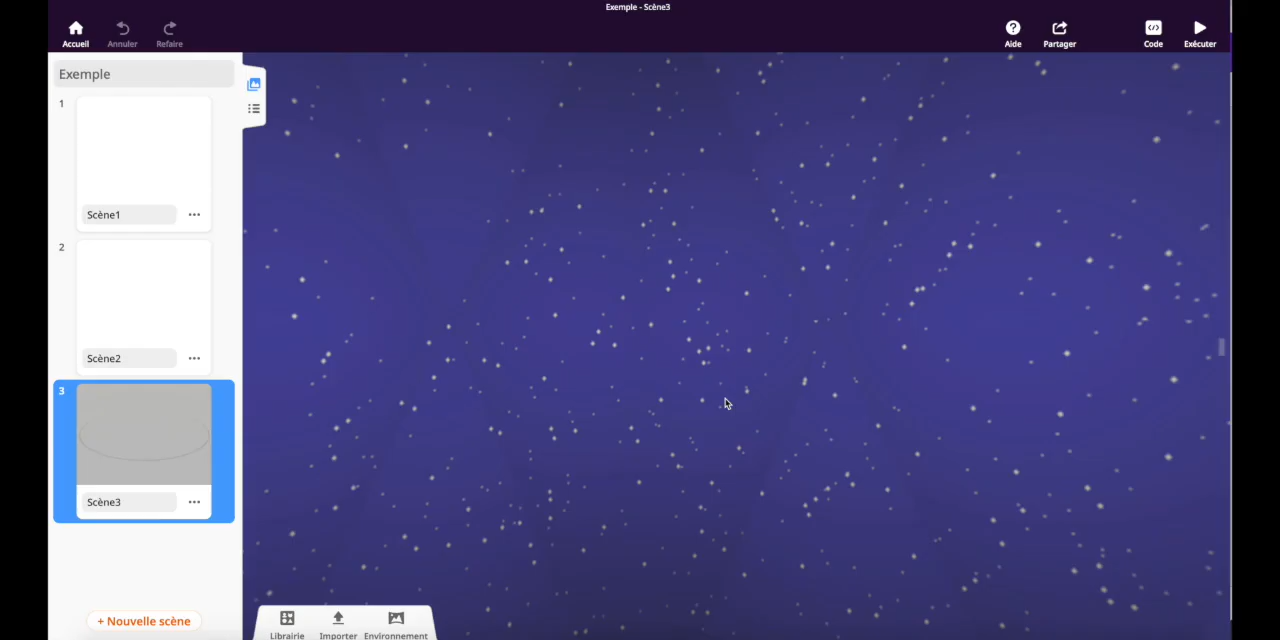 Exemple - Scène3
Accueil
Annuler
Refaire
Aide
Partager
Code
Exécuter
Exemple
1
Scène1
2
Scène2
3
Scène3
+ Nouvelle scène
Librairie
Importer
Environnement